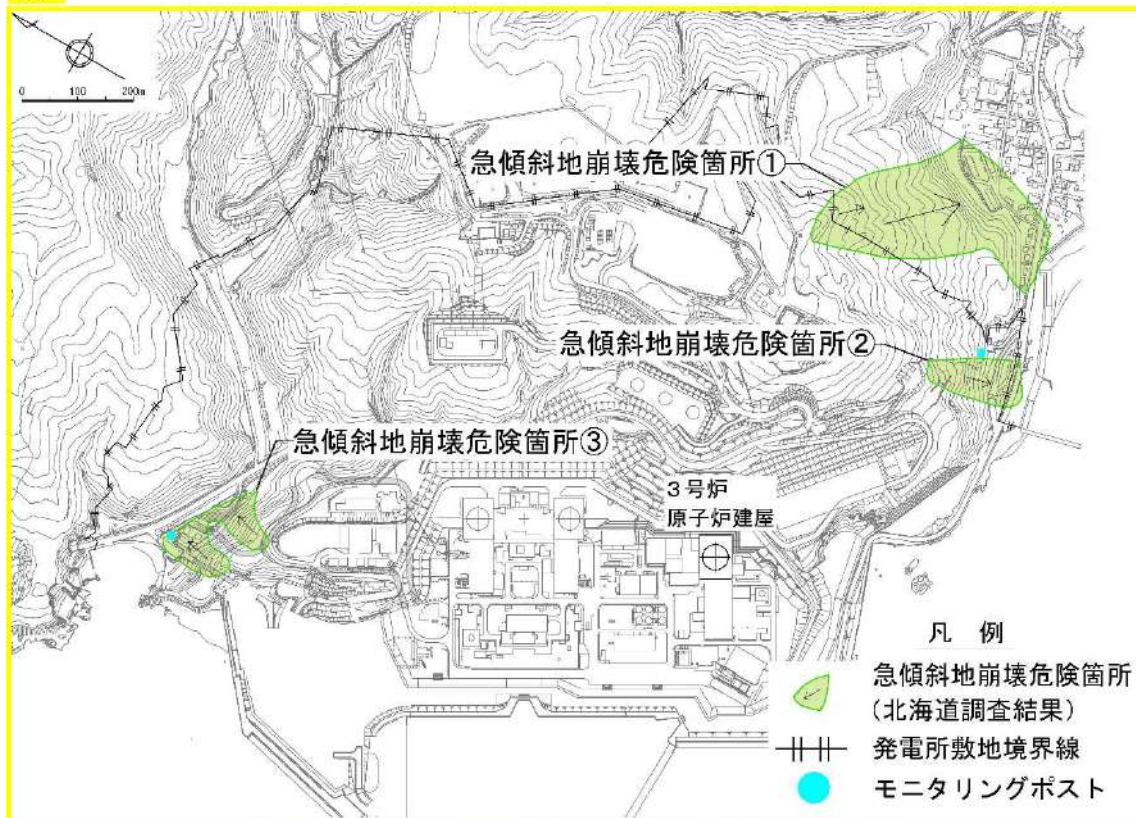 0 100 200m
急傾斜地崩壊危険箇所①
急傾斜地崩壊危険箇所②
急傾斜地崩壊危険箇所③
3号炉
原子炉建屋
凡 例
急傾斜地崩壊危険箇所
(北海道調査結果)
発電所敷地境界線
モニタリングポスト